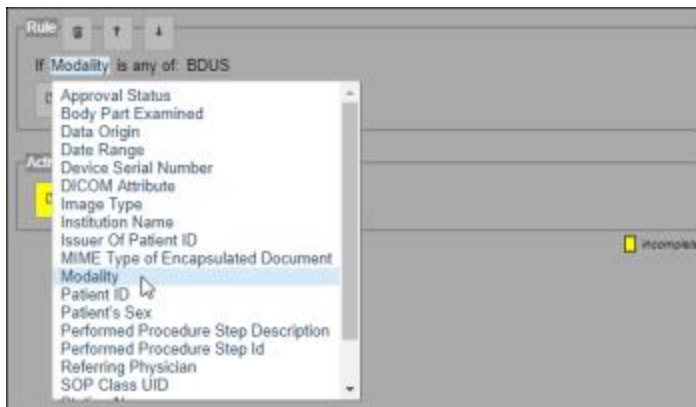 Rule
If Modality is any of: BDUS
Approval Status
Body Part Examined
Data Origin
Date Range
Device Serial Number
DICOM Attribute
Image Type
Institution Name
Issuer Of Patient ID
MIME Type of Encapsulated Document
Modality
Patient ID
Patient's Sex
Performed Procedure Step Description
Performed Procedure Step Id
Referring Physician
SOP Class UID